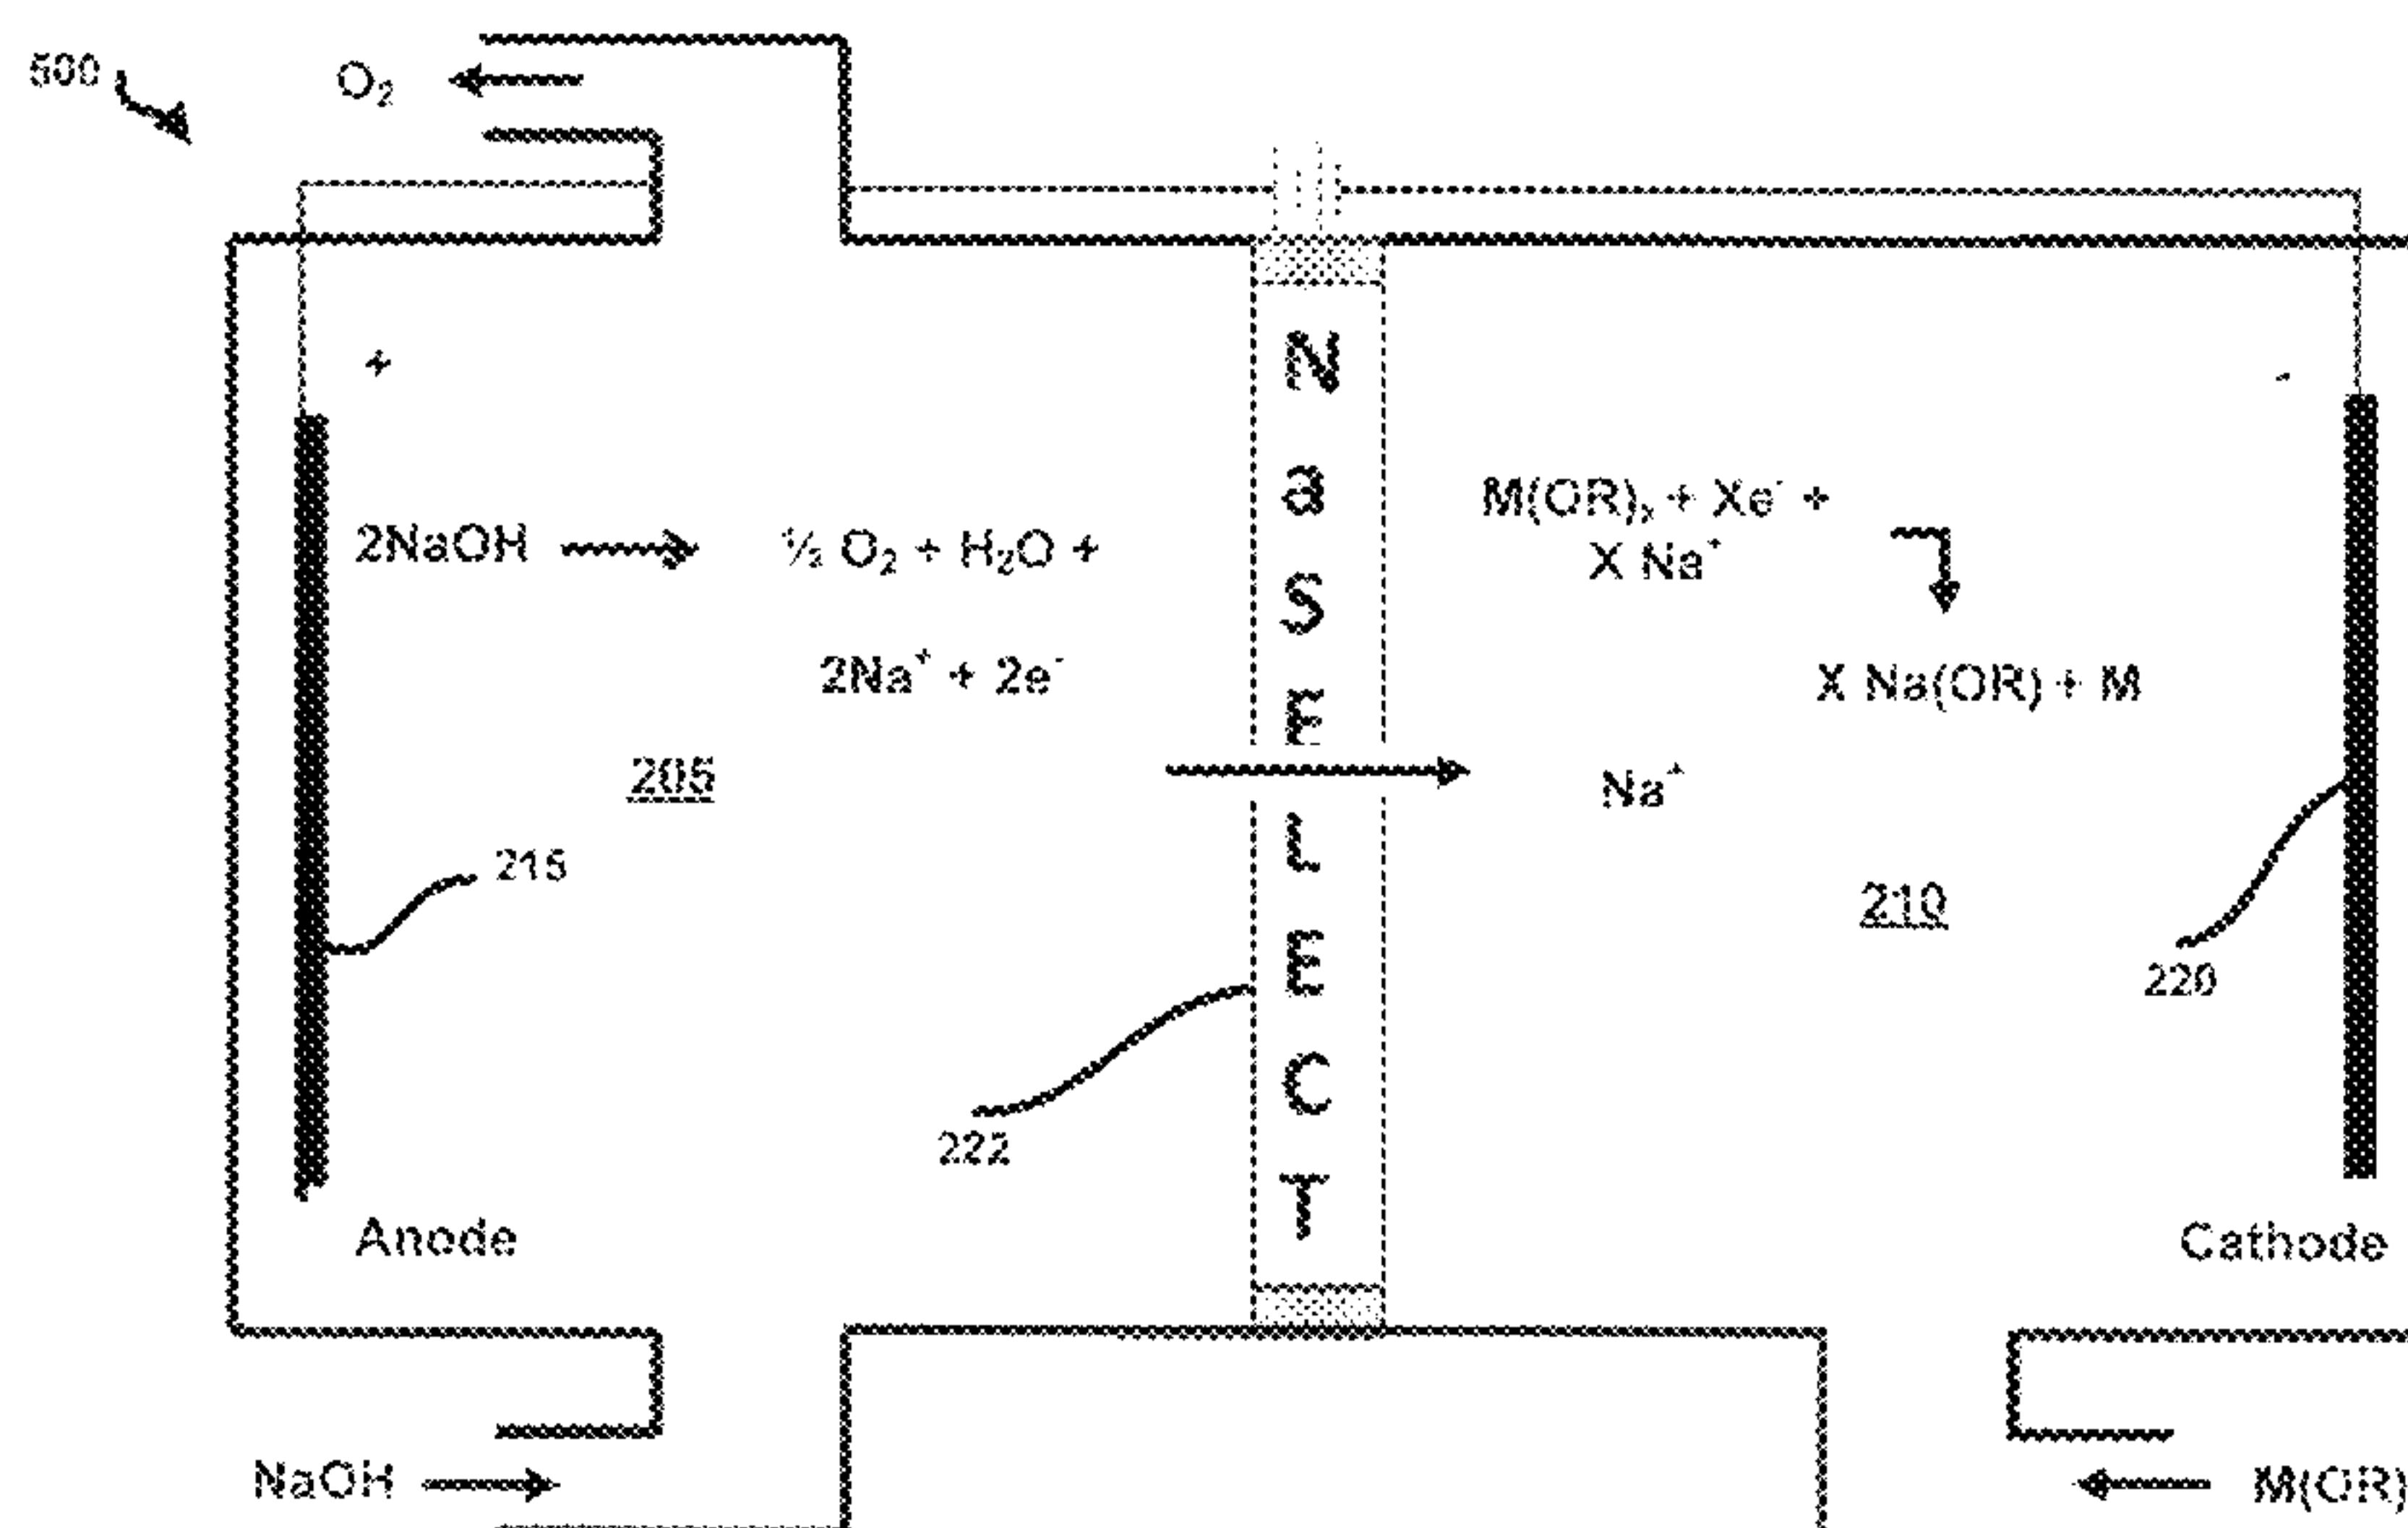 500
O₂
+
-
2NaOH → ½ O₂ + H₂O +
2Na⁺ + 2e⁻
M(OR)ₓ + Xe⁻ +
X Na⁺
X Na(OR) + M
NaSELECT
205
Na⁺
215
210
220
222
Anode
Cathode
NaOH
M(OR)